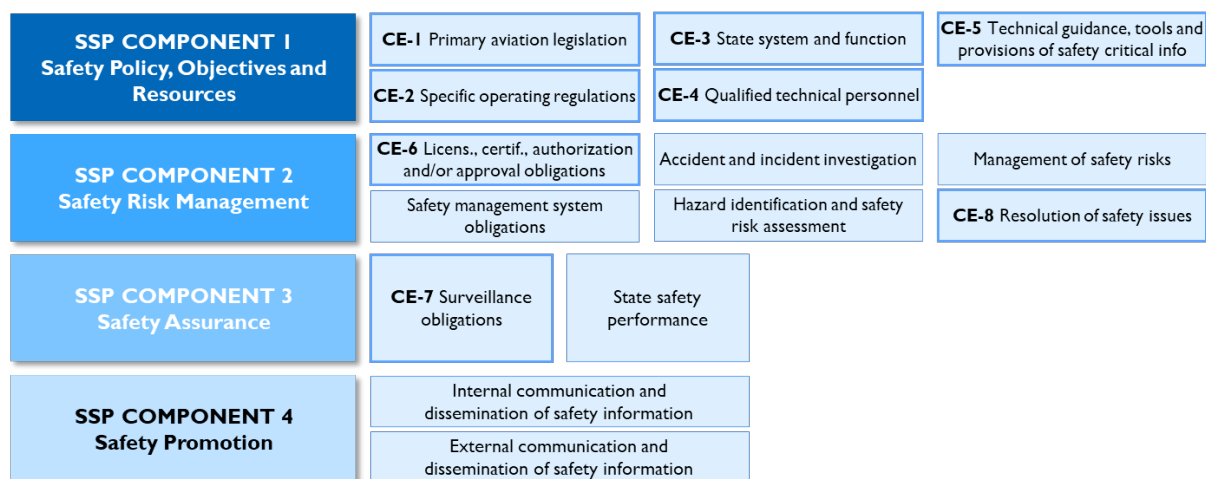 SSP COMPONENT 1
Safety Policy, Objectives and
Resources
CE-1 Primary aviation legislation
CE-3 State system and function
CE-5 Technical guidance, tools and
provisions of safety critical info
CE-2 Specific operating regulations
CE-4 Qualified technical personnel
SSP COMPONENT 2
Safety Risk Management
CE-6 Licens., certif., authorization
and/or approval obligations
Accident and incident investigation
Management of safety risks
Safety management system
obligations
Hazard identification and safety
risk assessment
CE-8 Resolution of safety issues
SSP COMPONENT 3
Safety Assurance
CE-7 Surveillance
obligations
State safety
performance
SSP COMPONENT 4
Safety Promotion
Internal communication and
dissemination of safety information
External communication and
dissemination of safety information